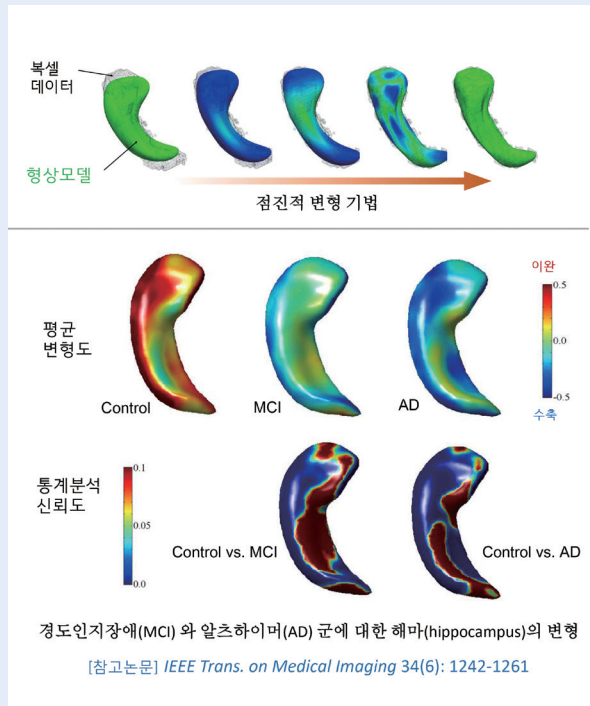 복셀
데이터
형상모델
점진적 변형 기법
이완
0.5
-0.5
수축
평균
변형도
Control
MCI
AD
통계분석
신뢰도
0.1
0.05
0.0
Control vs. MCI
Control vs. AD
경도인지장애(MCI) 와 알츠하이머(AD) 군에 대한 해마(hippocampus)의 변형
[참고논문] IEEE Trans. on Medical Imaging 34(6): 1242-1261